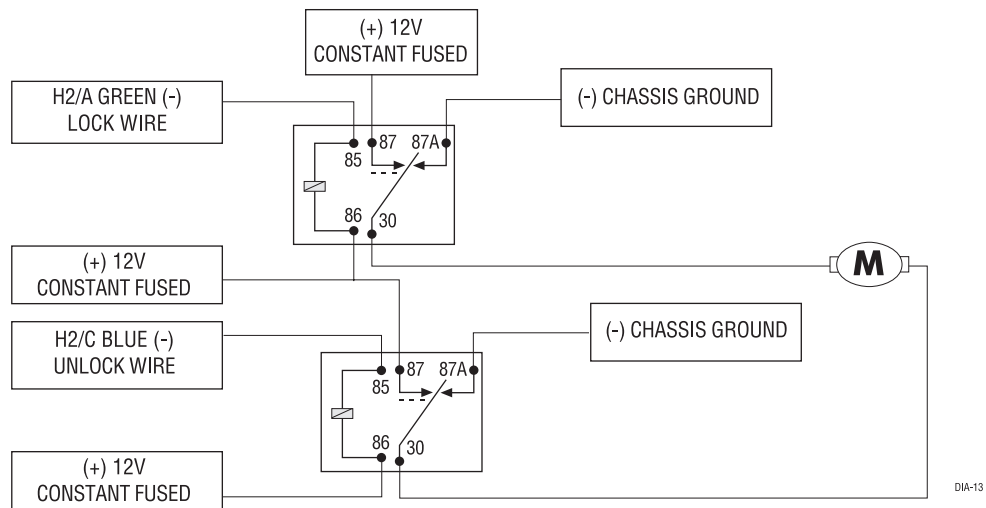 (+) 12V
CONSTANT FUSED
H2/A GREEN (-)
LOCK WIRE
(-) CHASSIS GROUND
87
87A
85
86
30
(+) 12V
CONSTANT FUSED
M
H2/C BLUE (-)
UNLOCK WIRE
(-) CHASSIS GROUND
87
87A
85
86
30
(+) 12V
CONSTANT FUSED
DIA-13